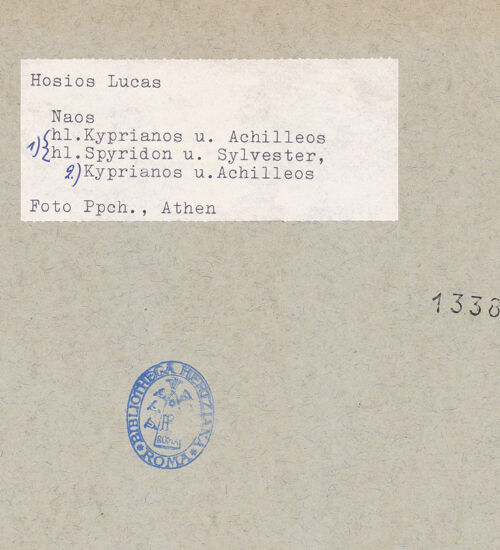 Hosios Lucas
Naos
1) { hl.Kyprianos u. Achilleos
hl.Spyridon u. Sylvester,
2.) Kyprianos u.Achilleos
Foto Ppch., Athen
1338
BIBLIOTHECA HERTZIANA
* ROMA *
ROMA